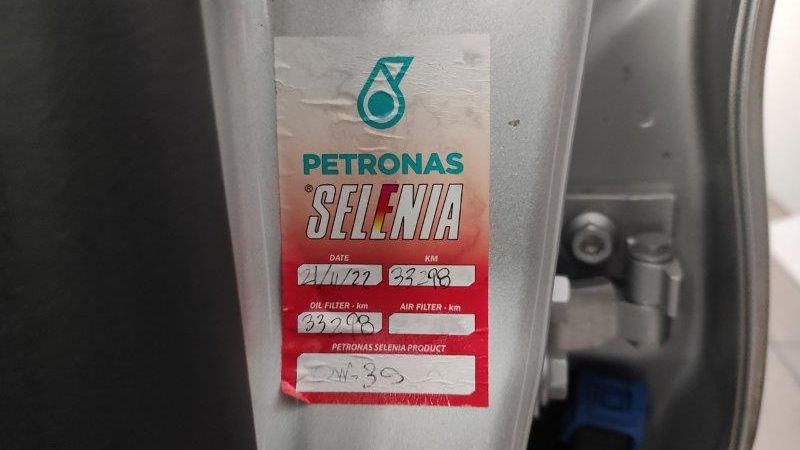 PETRONAS
® SELENIA
DATE KM
21/11/22 33298
OIL FILTER - km AIR FILTER - km
33298
PETRONAS SELENIA PRODUCT